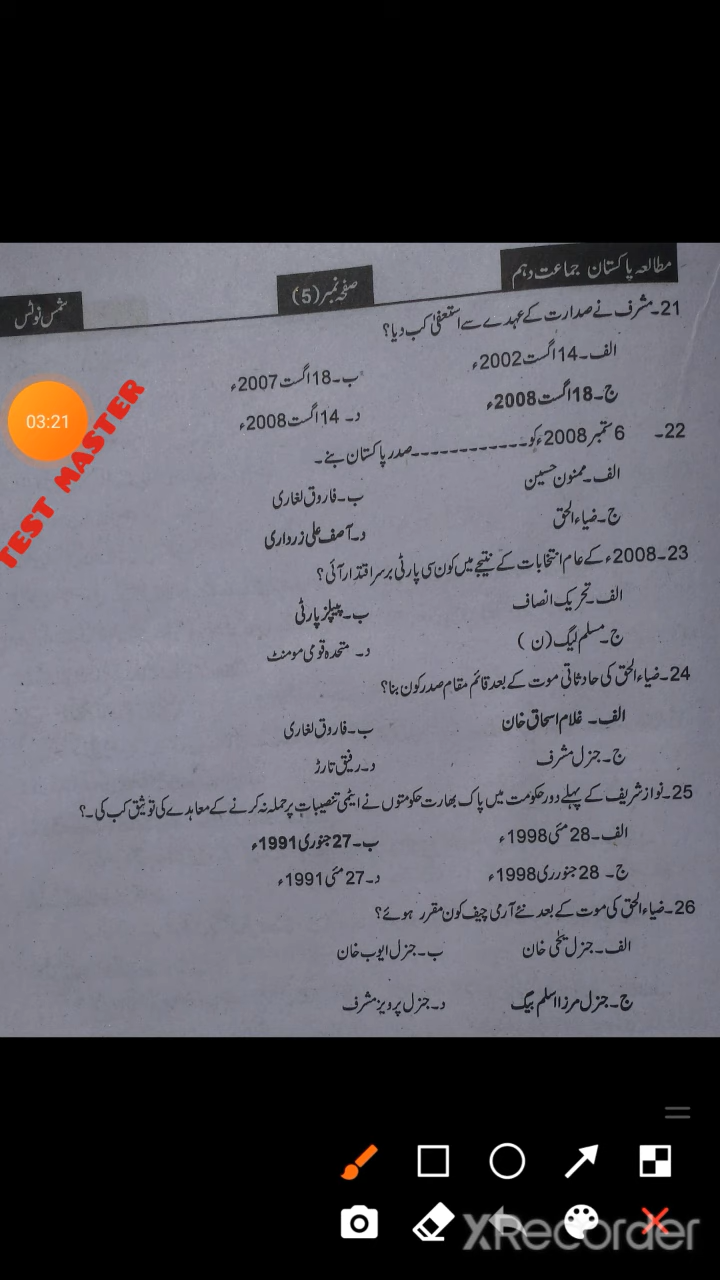 مطالعہ پاکستان جماعت دہم
صفحہ نمبر (5)
شمس نوٹس
21۔مشرف نے صدارت کے عہدے سے استعفیٰ کب دیا؟
الف۔14 اگست 2002ء
ب۔18 اگست 2007ء
ج۔18 اگست 2008ء
د۔ 14 اگست 2008ء
03:21
TEST MASTER
22۔ 6 ستمبر 2008ء کو------------صدر پاکستان بنے۔
الف۔ممنون حسین
ب۔فاروق لغاری
ج۔ضیاء الحق
د۔آصف علی زرداری
23۔2008ء کے عام انتخابات کے نتیجے میں کون سی پارٹی برسراقتدار آئی؟
الف۔تحریک انصاف
ب۔پیپلز پارٹی
ج۔مسلم لیگ (ن)
د۔ متحدہ قومی مومنٹ
24۔ضیاء الحق کی حادثاتی موت کے بعد قائم مقام صدر کون بنا؟
الف۔ غلام اسحاق خان
ب۔فاروق لغاری
ج۔جنرل مشرف
د۔رفیق تارڑ
25۔نواز شریف کے پہلے دور حکومت میں پاک بھارت حکومتوں نے ایٹمی تنصیبات پر حملہ نہ کرنے کے معاہدے کی توثیق کب کی۔؟
الف۔28 مئی 1998ء
ب۔27 جنوری 1991ء
ج۔ 28 جنورری 1998ء
د۔27 مئی 1991ء
26۔ضیاء الحق کی موت کے بعد نئے آرمی چیف کون مقرر ہوئے؟
الف۔جنرل یحٰی خان
ب۔جنرل ایوب خان
ج۔جنرل مرزا اسلم بیگ
د۔جنرل پرویز مشرف
XRecorder